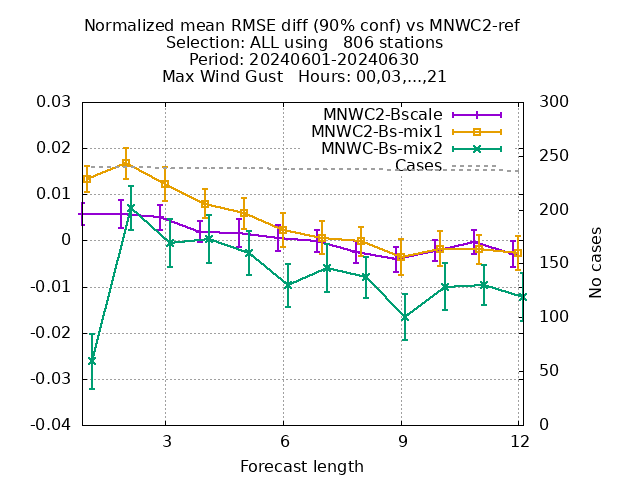 Normalized mean RMSE diff (90% conf) vs MNWC2-ref
Selection: ALL using   806 stations
Period: 20240601-20240630
Max Wind Gust   Hours: 00,03,...,21
MNWC2-Bscale
MNWC2-Bs-mix1
MNWC-Bs-mix2
Cases
0.03
0.02
0.01
0
-0.01
-0.02
-0.03
-0.04
300
250
200
150
100
50
0
No cases
3
6
9
12
Forecast length